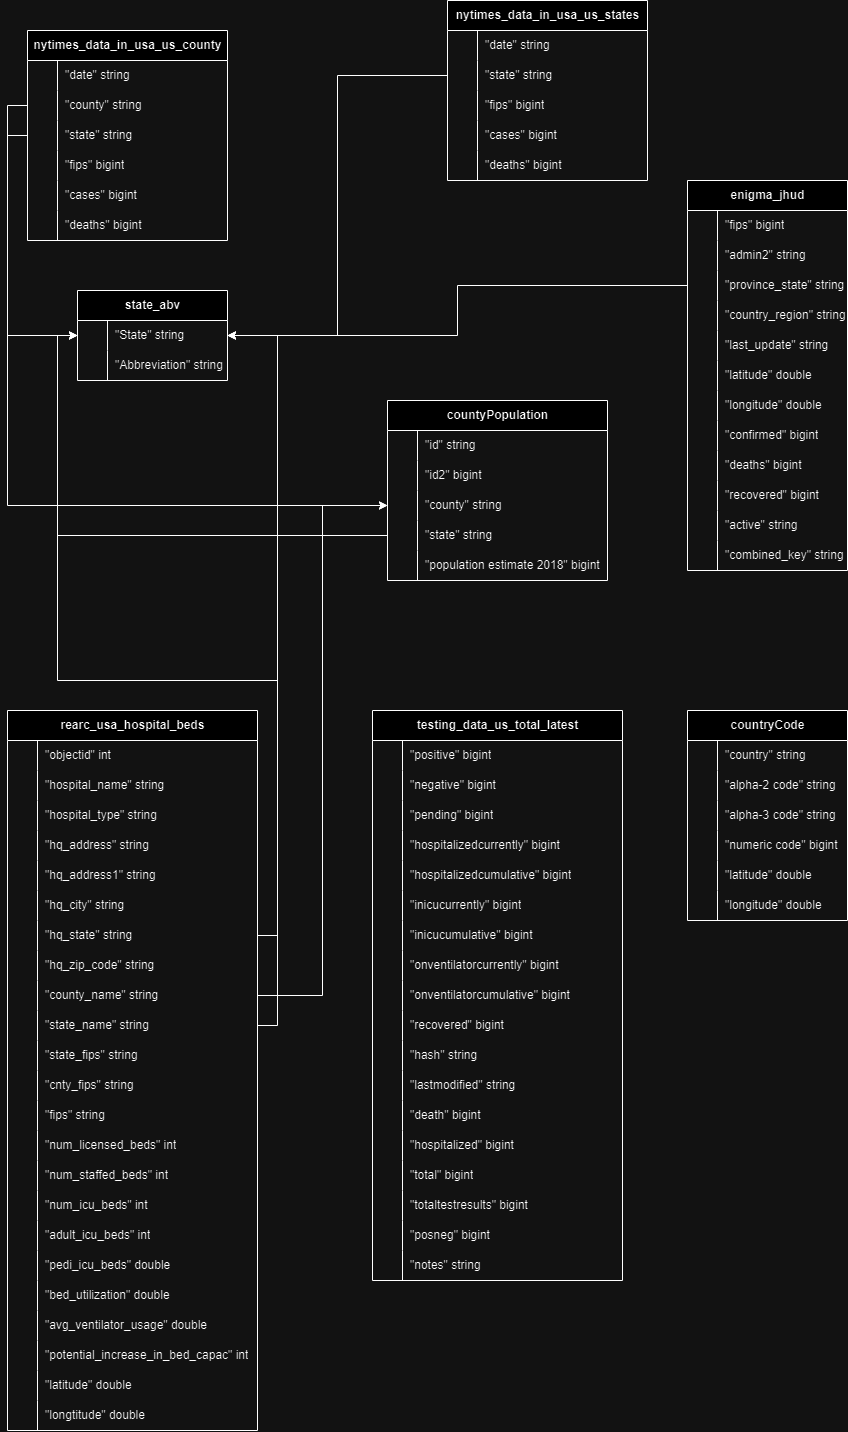 nytimes_data_in_usa_us_county
"date" string
"county" string
"state" string
"fips" bigint
"cases" bigint
"deaths" bigint
nytimes_data_in_usa_us_states
"date" string
"state" string
"fips" bigint
"cases" bigint
"deaths" bigint
enigma_jhud
"fips" bigint
"admin2" string
"province_state" string
"country_region" string
"last_update" string
"latitude" double
"longitude" double
"confirmed" bigint
"deaths" bigint
"recovered" bigint
"active" string
"combined_key" string
state_abv
"State" string
"Abbreviation" string
countyPopulation
"id" string
"id2" bigint
"county" string
"state" string
"population estimate 2018" bigint
rearc_usa_hospital_beds
"objectid" int
"hospital_name" string
"hospital_type" string
"hq_address" string
"hq_address1" string
"hq_city" string
"hq_state" string
"hq_zip_code" string
"county_name" string
"state_name" string
"state_fips" string
"cnty_fips" string
"fips" string
"num_licensed_beds" int
"num_staffed_beds" int
"num_icu_beds" int
"adult_icu_beds" int
"pedi_icu_beds" double
"bed_utilization" double
"avg_ventilator_usage" double
"potential_increase_in_bed_capac" int
"latitude" double
"longtitude" double
testing_data_us_total_latest
"positive" bigint
"negative" bigint
"pending" bigint
"hospitalizedcurrently" bigint
"hospitalizedcumulative" bigint
"inicucurrently" bigint
"inicucumulative" bigint
"onventilatorcurrently" bigint
"onventilatorcumulative" bigint
"recovered" bigint
"hash" string
"lastmodified" string
"death" bigint
"hospitalized" bigint
"total" bigint
"totaltestresults" bigint
"posneg" bigint
"notes" string
countryCode
"country" string
"alpha-2 code" string
"alpha-3 code" string
"numeric code" bigint
"latitude" double
"longitude" double